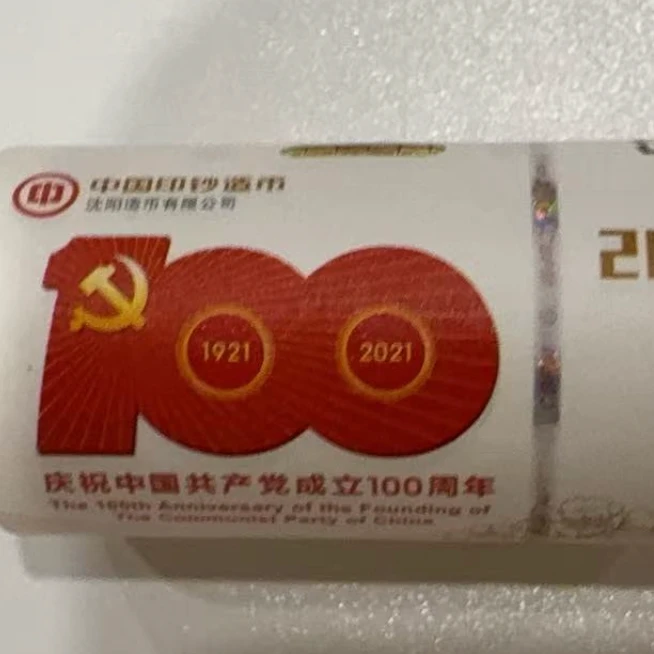 中国印钞造币
沈阳造币有限公司
1921
2021
庆祝中国共产党成立100周年
The 100th Anniversary of the Founding of
The Communist Party of China